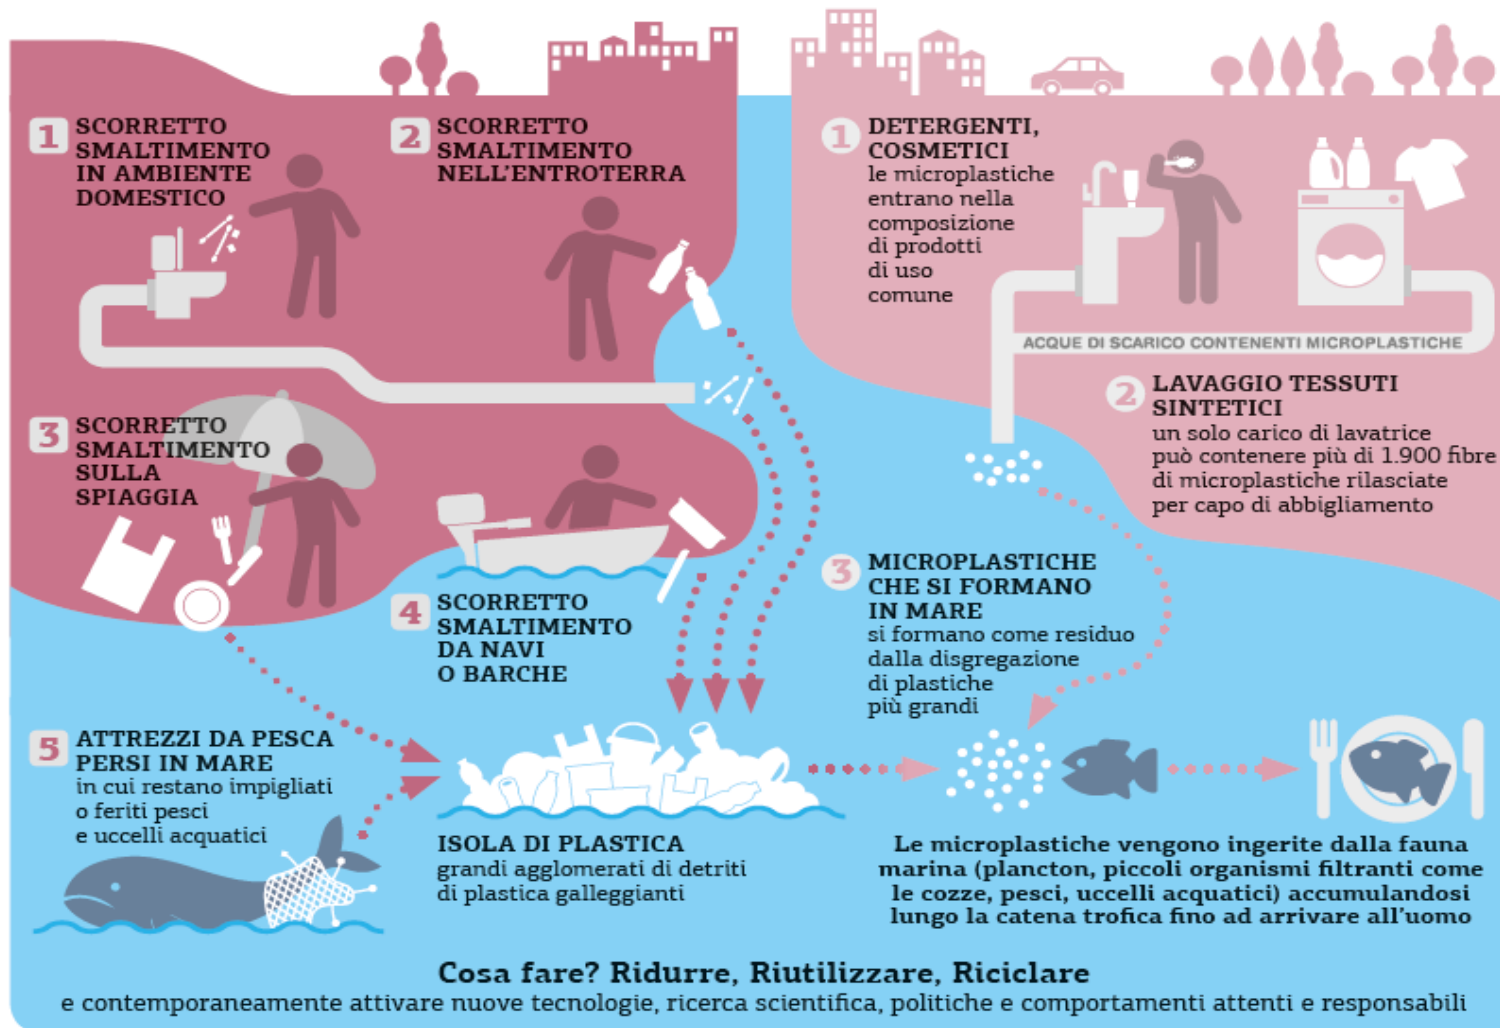 1
SCORRETTO
SMALTIMENTO
IN AMBIENTE
DOMESTICO
2
SCORRETTO
SMALTIMENTO
NELL'ENTROTERRA
3
SCORRETTO
SMALTIMENTO
SULLA
SPIAGGIA
4
SCORRETTO
SMALTIMENTO
DA NAVI
O BARCHE
5
ATTREZZI DA PESCA
PERSI IN MARE
in cui restano impigliati
o feriti pesci
e uccelli acquatici
ISOLA DI PLASTICA
grandi agglomerati di detriti
di plastica galleggianti
1
DETERGENTI,
COSMETICI
le microplastiche
entrano nella
composizione
di prodotti
di uso
comune
ACQUE DI SCARICO CONTENENTI MICROPLASTICHE
2
LAVAGGIO TESSUTI
SINTETICI
un solo carico di lavatrice
può contenere più di 1.900 fibre
di microplastiche rilasciate
per capo di abbigliamento
3
MICROPLASTICHE
CHE SI FORMANO
IN MARE
si formano come residuo
dalla disgregazione
di plastiche
più grandi
Le microplastiche vengono ingerite dalla fauna
marina (plancton, piccoli organismi filtranti come
le cozze, pesci, uccelli acquatici) accumulandosi
lungo la catena trofica fino ad arrivare all'uomo
Cosa fare? Ridurre, Riutilizzare, Riciclare
e contemporaneamente attivare nuove tecnologie, ricerca scientifica, politiche e comportamenti attenti e responsabili